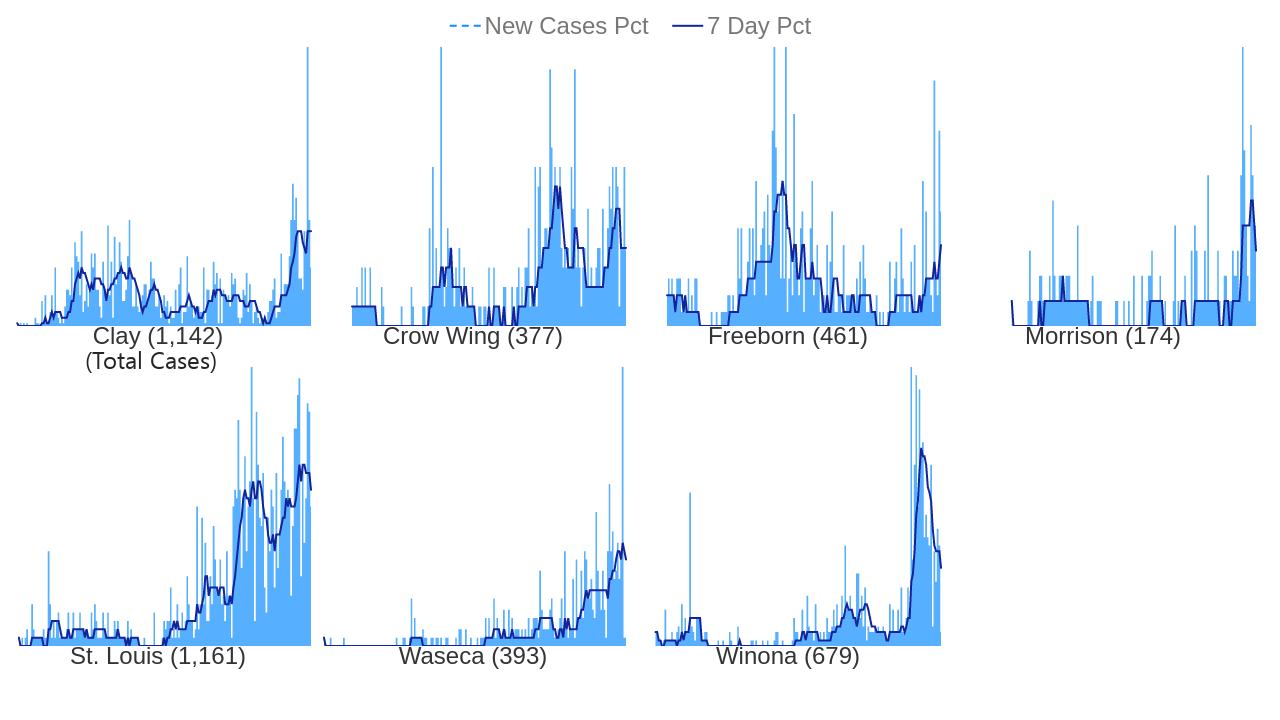 New Cases Pct 7 Day Pct
Clay (1,142)
(Total Cases)
Crow Wing (377)
Freeborn (461)
Morrison (174)
St. Louis (1,161)
Waseca (393)
Winona (679)